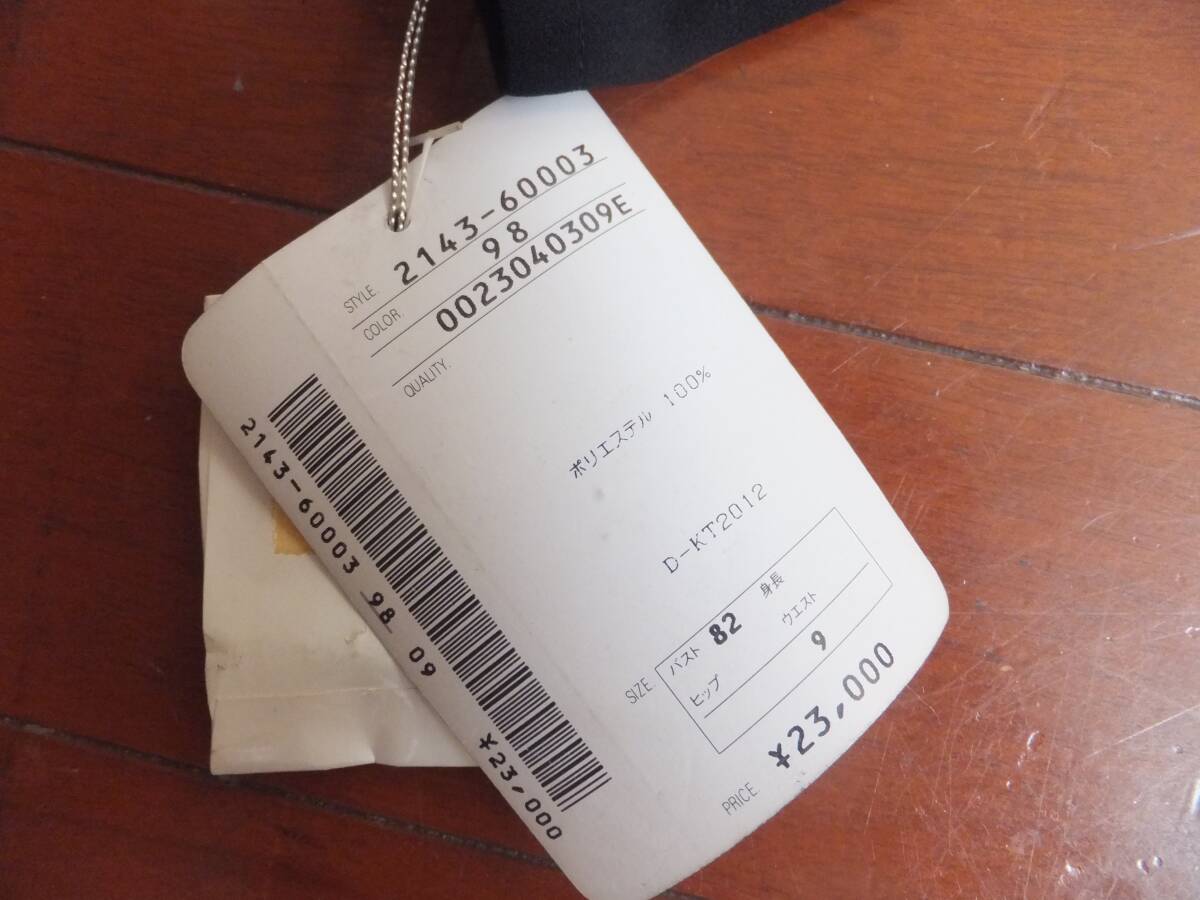 STYLE. 2143-60003
COLOR. 98
0023040309E
QUALITY.
ポリエステル 100%
D-KT2012
SIZE. バスト 82 身長
ヒップ ウエスト
9
PRICE. ¥23,000
2143-60003 98 09 ¥23,000